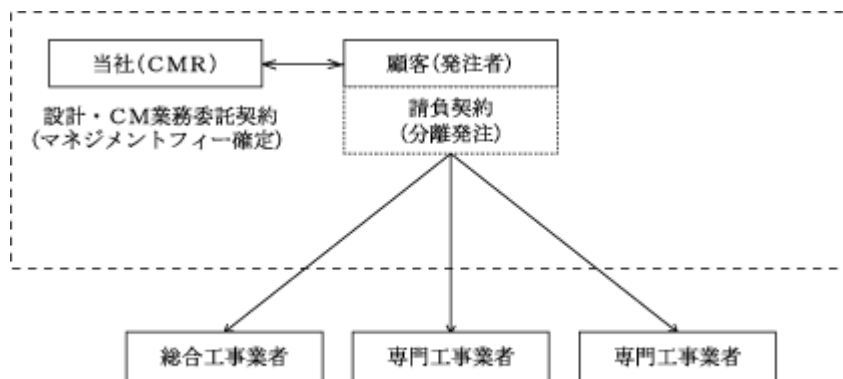 当社(CMR)
顧客(発注者)
設計・CM業務委託契約
(マネジメントフィー確定)
請負契約
(分離発注)
総合工事業者
専門工事業者
専門工事業者